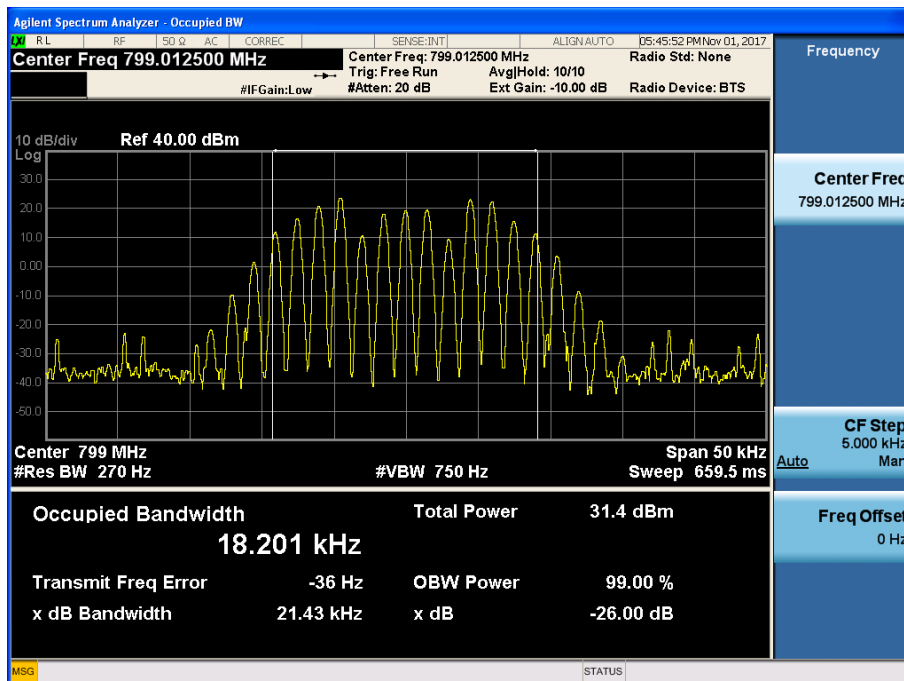 Agilent Spectrum Analyzer - Occupied BW
LXI RL RF 50 Ω AC CORREC SENSE:INT ALIGN AUTO 05:45:52 PM Nov 01, 2017
Center Freq 799.012500 MHz
Center Freq: 799.012500 MHz Radio Std: None
Trig: Free Run Avg|Hold: 10/10
#IFGain:Low #Atten: 20 dB Ext Gain: -10.00 dB Radio Device: BTS
10 dB/div Ref 40.00 dBm
Log
30.0
20.0
10.0
0.00
-10.0
-20.0
-30.0
-40.0
-50.0
Center 799 MHz Span 50 kHz
#Res BW 270 Hz #VBW 750 Hz Sweep 659.5 ms
Occupied Bandwidth Total Power 31.4 dBm
18.201 kHz
Transmit Freq Error -36 Hz OBW Power 99.00 %
x dB Bandwidth 21.43 kHz x dB -26.00 dB
MSG STATUS
Frequency
Center Freq
799.012500 MHz
CF Step
5.000 kHz
Auto Man
Freq Offset
0 Hz